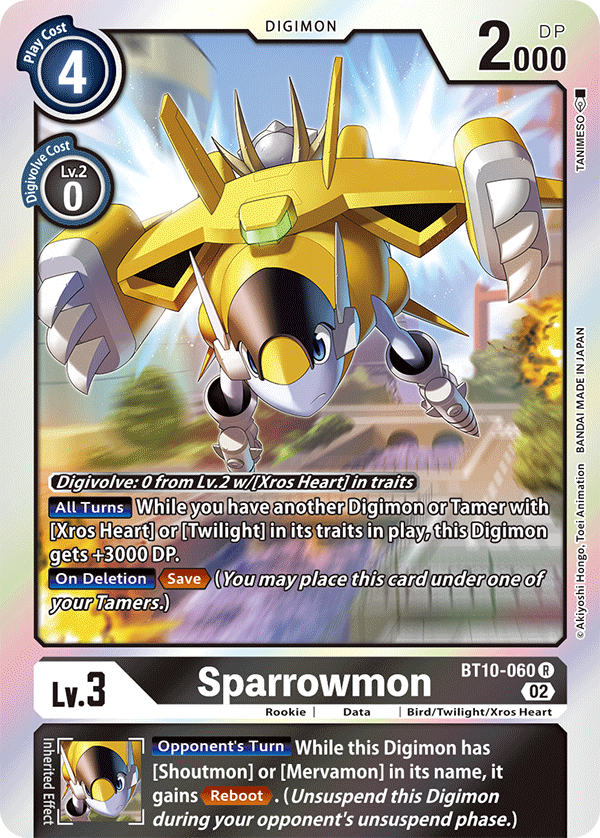 DIGIMON
Play Cost
4
DP
2000
Digivolve Cost
Lv.2
0
TANIMESO
©Akiyoshi Hongo, Toei Animation BANDAI MADE IN JAPAN
Digivolve: 0 from Lv.2 w/[Xros Heart] in traits
All Turns While you have another Digimon or Tamer with
[Xros Heart] or [Twilight] in its traits in play, this Digimon
gets +3000 DP.
On Deletion Save (You may place this card under one of
your Tamers.)
Lv.3
Sparrowmon
BT10-060 R
02
Rookie | Data | Bird/Twilight/Xros Heart
Inherited Effect
Opponent's Turn While this Digimon has
[Shoutmon] or [Mervamon] in its name, it
gains Reboot. (Unsuspend this Digimon
during your opponent's unsuspend phase.)